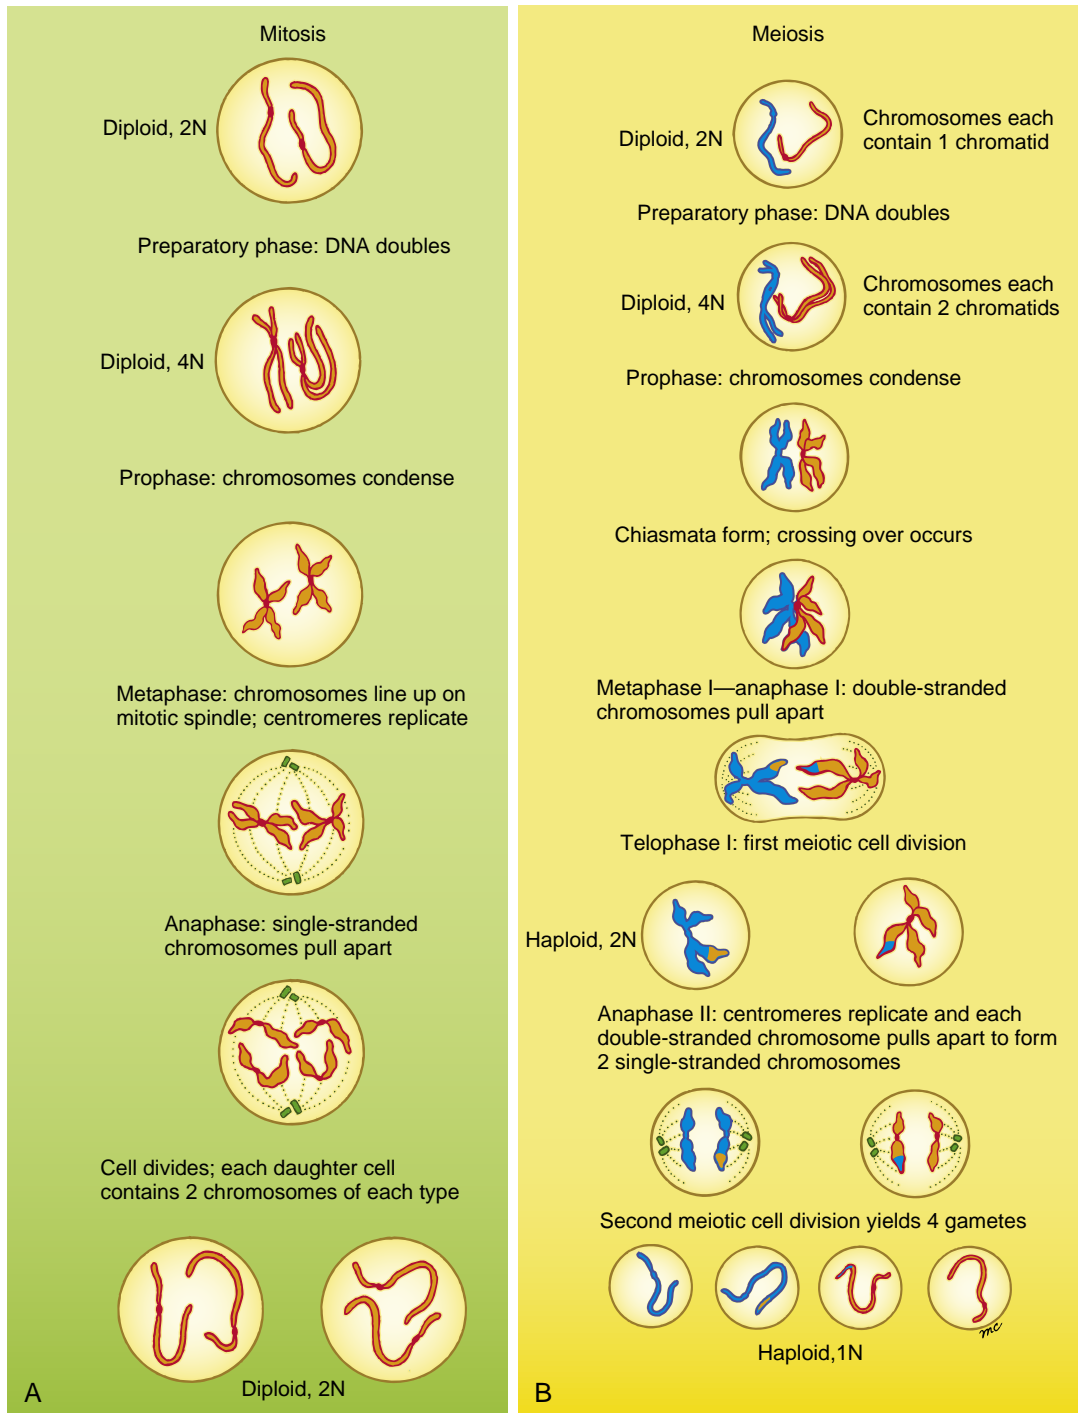 Mitosis
Diploid, 2N
Preparatory phase: DNA doubles
Diploid, 4N
Prophase: chromosomes condense
Metaphase: chromosomes line up on
mitotic spindle; centromeres replicate
Anaphase: single-stranded
chromosomes pull apart
Cell divides; each daughter cell
contains 2 chromosomes of each type
Diploid, 2N
A
Meiosis
Diploid, 2N
Chromosomes each
contain 1 chromatid
Preparatory phase: DNA doubles
Diploid, 4N
Chromosomes each
contain 2 chromatids
Prophase: chromosomes condense
Chiasmata form; crossing over occurs
Metaphase I—anaphase I: double-stranded
chromosomes pull apart
Telophase I: first meiotic cell division
Haploid, 2N
Anaphase II: centromeres replicate and each
double-stranded chromosome pulls apart to form
2 single-stranded chromosomes
Second meiotic cell division yields 4 gametes
mc
Haploid,1N
B